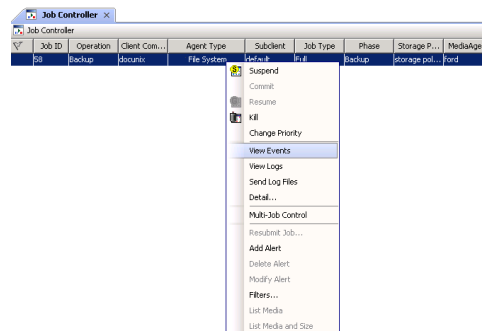 Job Controller
Job Controller
Job ID Operation Client Com... Agent Type Subclient Job Type Phase Storage P... MediaAge
58 Backup docunix File System default Full Backup storage pol... ford
Suspend
Commit
Resume
Kill
Change Priority
View Events
View Logs
Send Log Files
Detail...
Multi-Job Control
Resubmit Job...
Add Alert
Delete Alert
Modify Alert
Filters...
List Media
List Media and Size